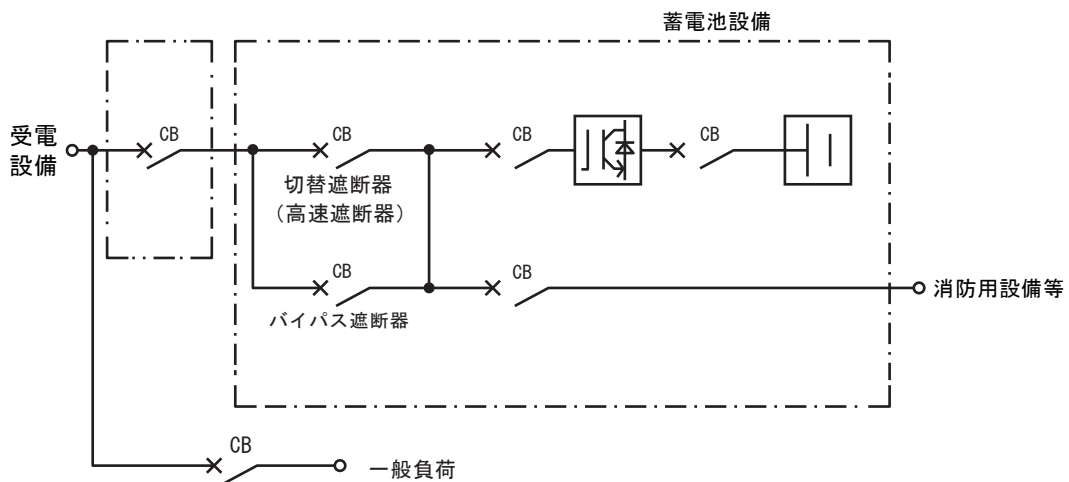 蓄電池設備
受電
設備
CB
CB
CB
CB
切替遮断器
（高速遮断器）
CB
CB
バイパス遮断器
消防用設備等
CB
一般負荷